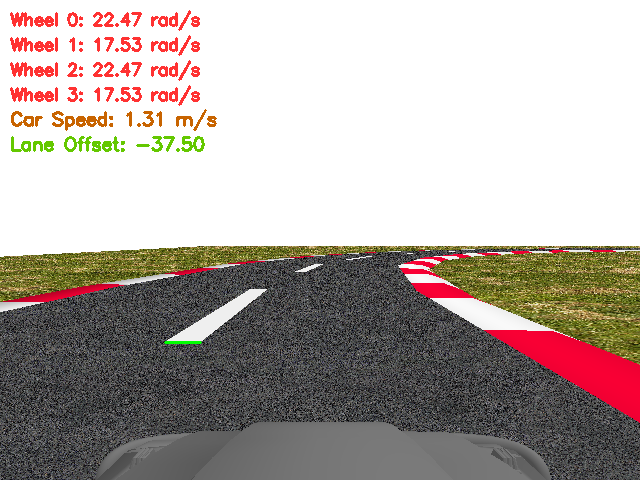 Wheel 0: 22.47 rad/s
Wheel 1: 17.53 rad/s
Wheel 2: 22.47 rad/s
Wheel 3: 17.53 rad/s
Car Speed: 1.31 m/s
Lane Offset: -37.50